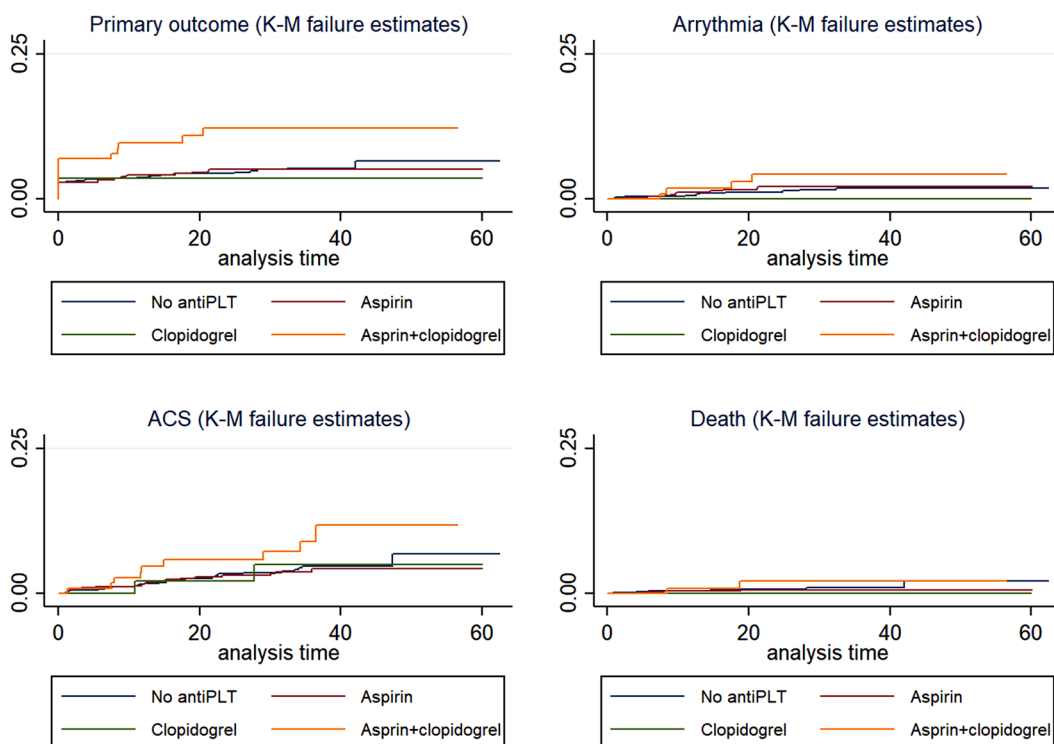 Primary outcome (K-M failure estimates)
0.25
0.00
0 20 40 60
analysis time
No antiPLT Aspirin
Clopidogrel Asprin+clopidogrel
Arrythmia (K-M failure estimates)
0.25
0.00
0 20 40 60
analysis time
No antiPLT Aspirin
Clopidogrel Asprin+clopidogrel
ACS (K-M failure estimates)
0.25
0.00
0 20 40 60
analysis time
No antiPLT Aspirin
Clopidogrel Asprin+clopidogrel
Death (K-M failure estimates)
0.25
0.00
0 20 40 60
analysis time
No antiPLT Aspirin
Clopidogrel Asprin+clopidogrel